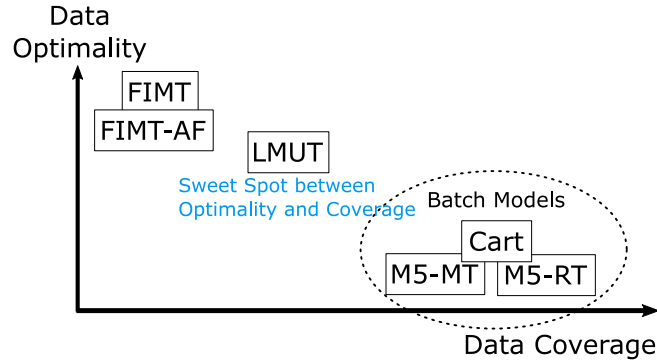 Data
Optimality
FIMT
FIMT-AF
LMUT
Sweet Spot between
Optimality and Coverage
Batch Models
Cart
M5-MT
M5-RT
Data Coverage